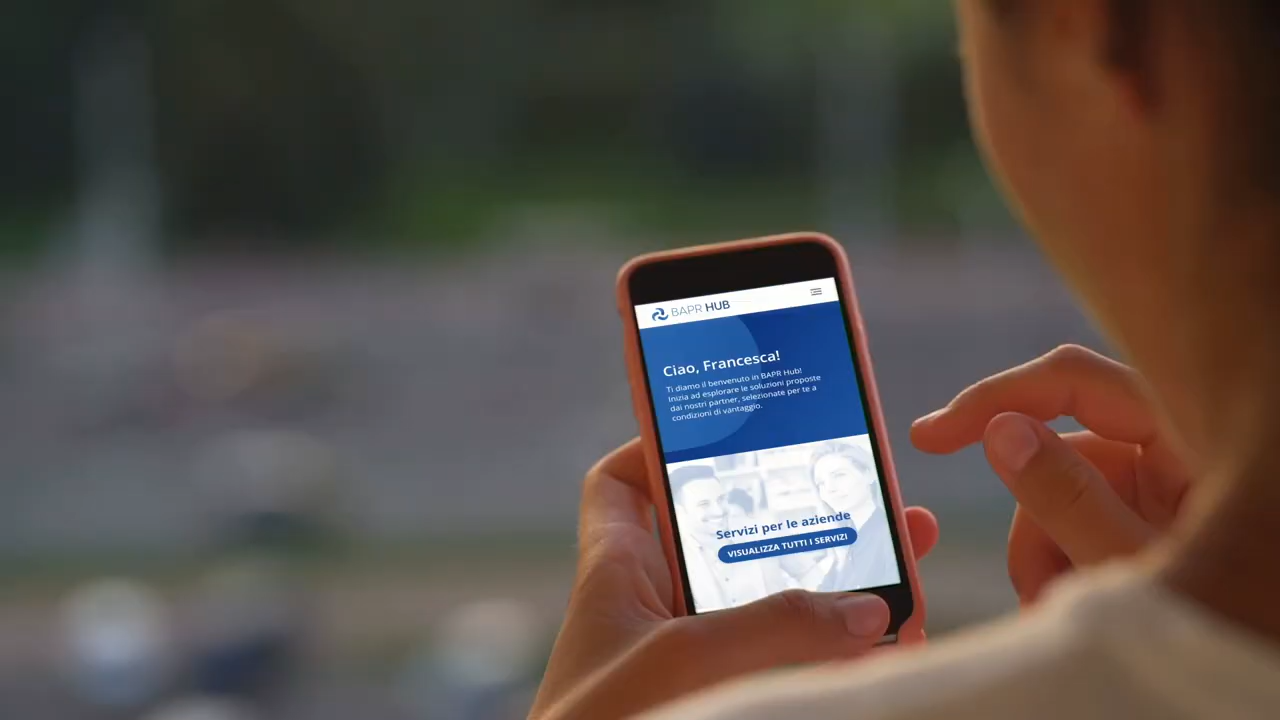 BAPR HUB
Ciao, Francesca!
Ti diamo il benvenuto in BAPR Hub!
Inizia ad esplorare le soluzioni proposte
dai nostri partner, selezionate per te a
condizioni di vantaggio.
Servizi per le aziende
VISUALIZZA TUTTI I SERVIZI